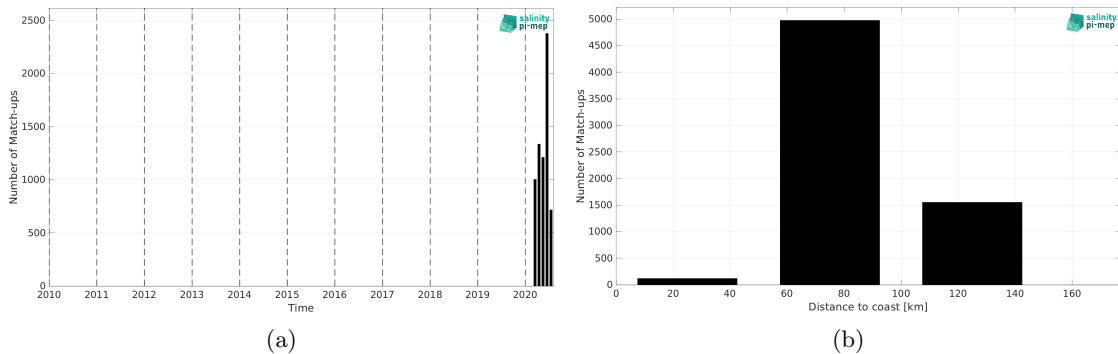 salinity
pi-mep
2500
2000
1500
1000
500
0
Number of Match-ups
2010 2011 2012 2013 2014 2015 2016 2017 2018 2019 2020
Time
(a)
salinity
pi-mep
5000
4500
4000
3500
3000
2500
2000
1500
1000
500
0
Number of Match-ups
0 20 40 60 80 100 120 140 160
Distance to coast [km]
(b)